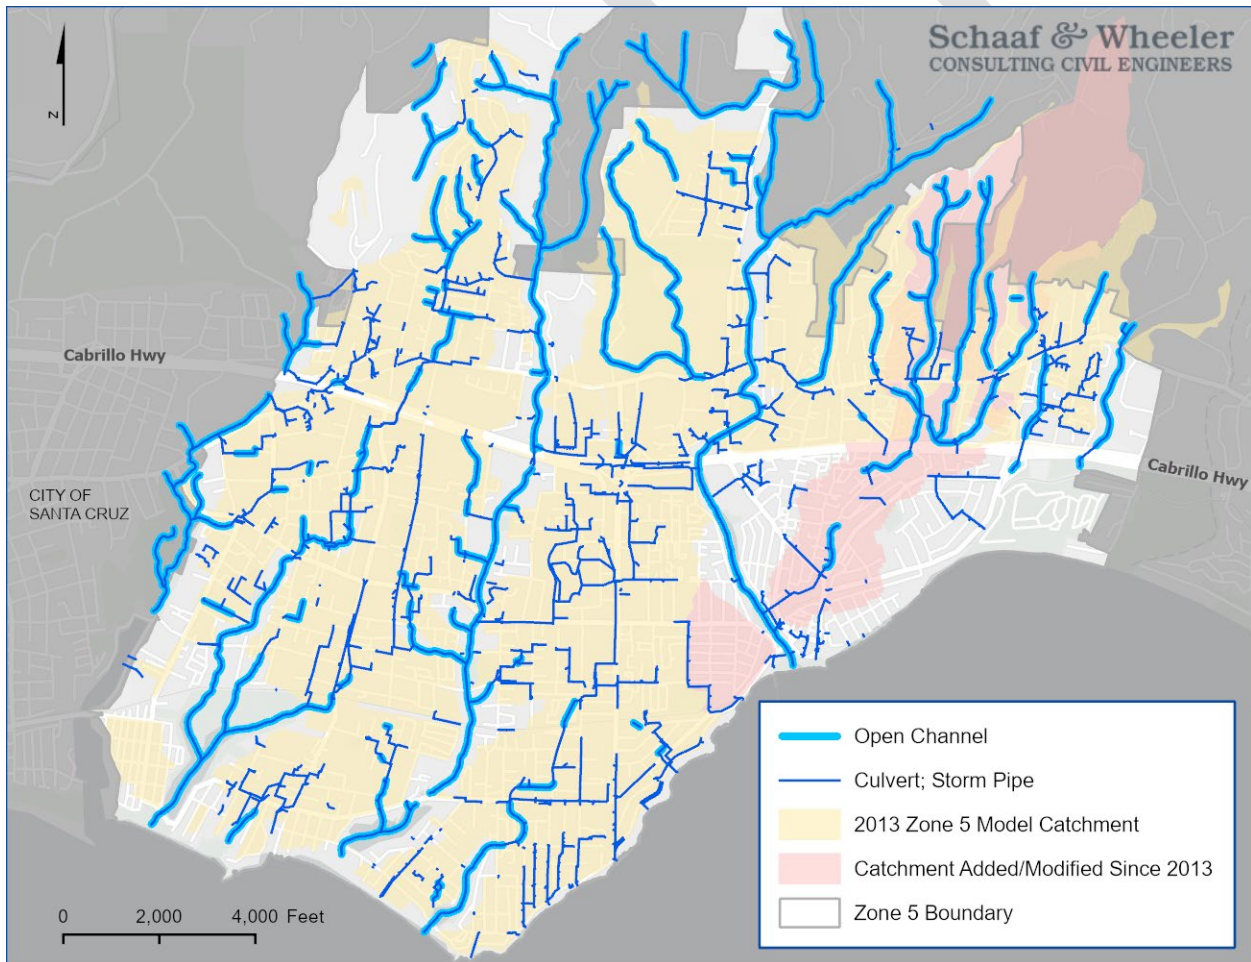 Schaaf & Wheeler
CONSULTING CIVIL ENGINEERS
N
Cabrillo Hwy
Cabrillo Hwy
CITY OF
SANTA CRUZ
Open Channel
Culvert; Storm Pipe
2013 Zone 5 Model Catchment
Catchment Added/Modified Since 2013
Zone 5 Boundary
0 2,000 4,000 Feet